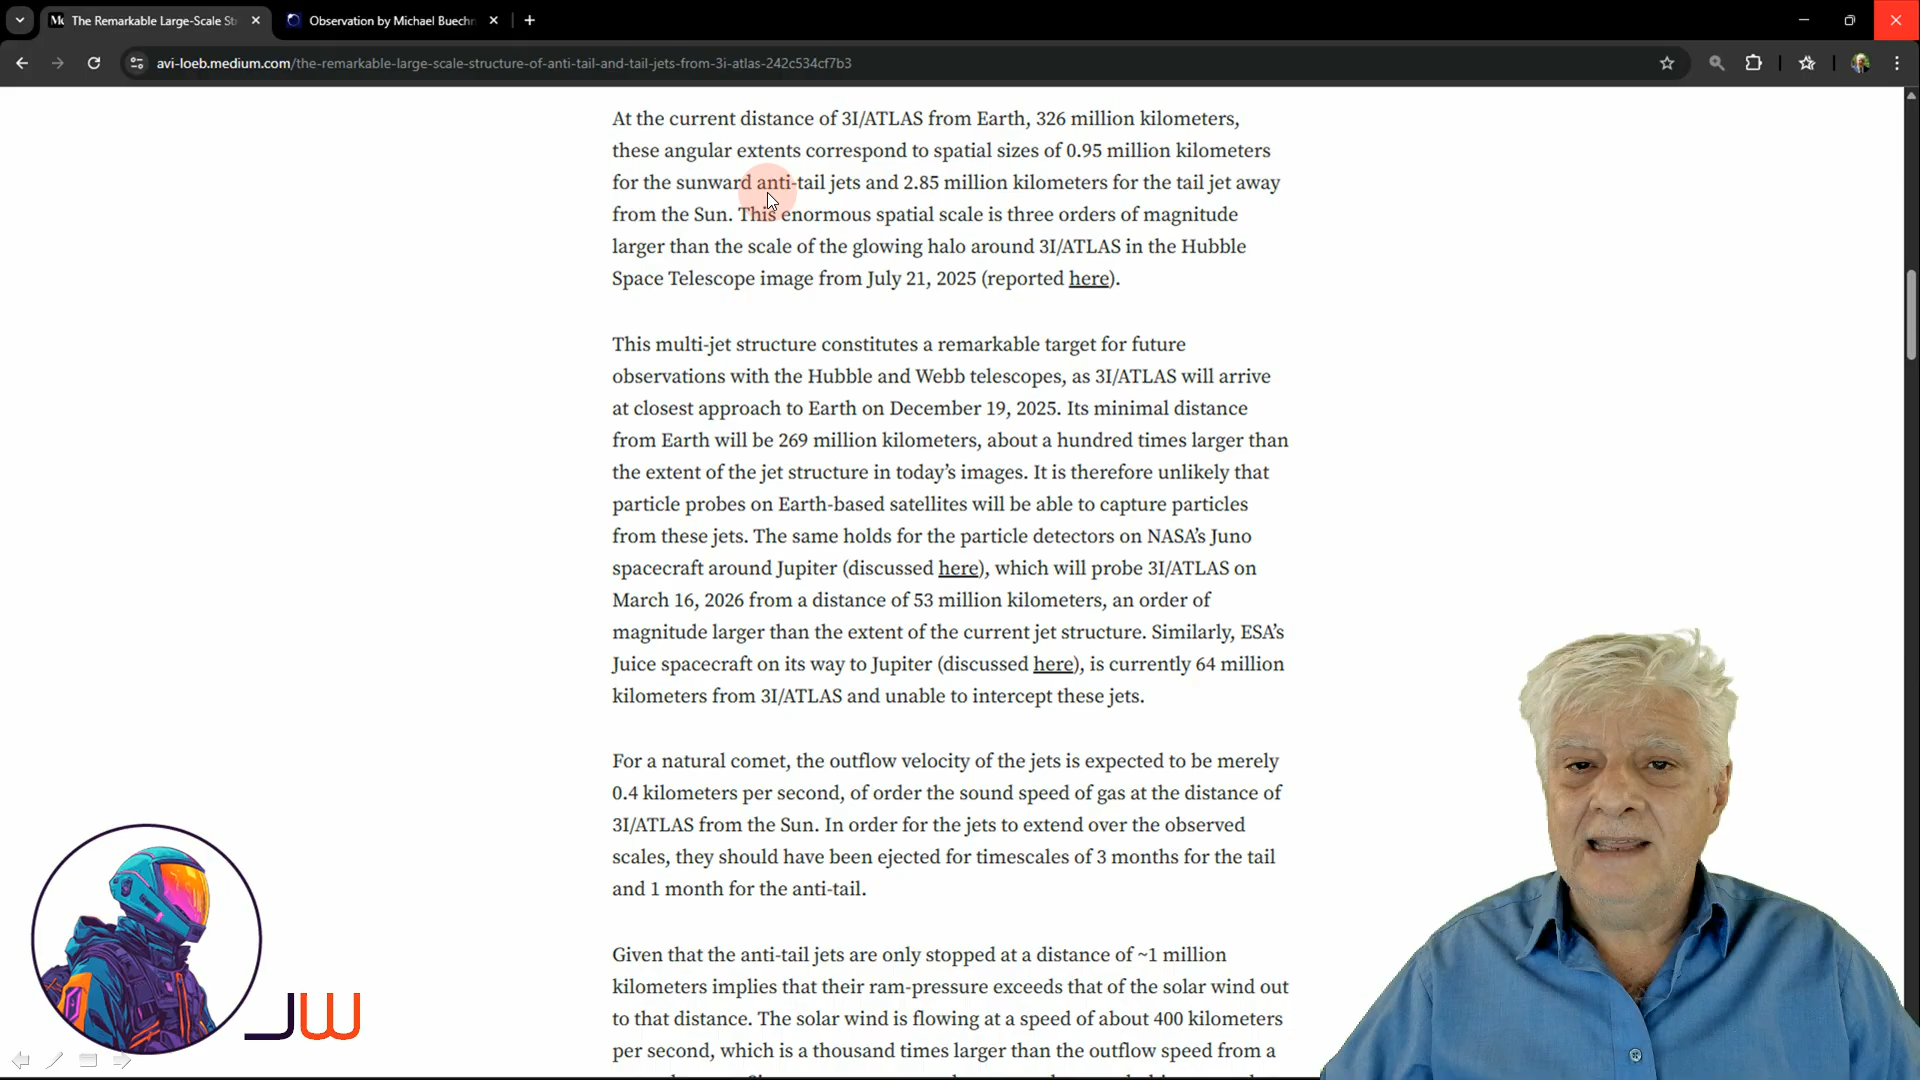 The Remarkable Large-Scale St
Observation by Michael Buech
avi-loeb.medium.com/the-remarkable-large-scale-structure-of-anti-tail-and-tail-jets-from-3i-atlas-242c534cf7b3
At the current distance of 3I/ATLAS from Earth, 326 million kilometers,
these angular extents correspond to spatial sizes of 0.95 million kilometers
for the sunward anti-tail jets and 2.85 million kilometers for the tail jet away
from the Sun. This enormous spatial scale is three orders of magnitude
larger than the scale of the glowing halo around 3I/ATLAS in the Hubble
Space Telescope image from July 21, 2025 (reported here).
This multi-jet structure constitutes a remarkable target for future
observations with the Hubble and Webb telescopes, as 3I/ATLAS will arrive
at closest approach to Earth on December 19, 2025. Its minimal distance
from Earth will be 269 million kilometers, about a hundred times larger than
the extent of the jet structure in today’s images. It is therefore unlikely that
particle probes on Earth-based satellites will be able to capture particles
from these jets. The same holds for the particle detectors on NASA’s Juno
spacecraft around Jupiter (discussed here), which will probe 3I/ATLAS on
March 16, 2026 from a distance of 53 million kilometers, an order of
magnitude larger than the extent of the current jet structure. Similarly, ESA’s
Juice spacecraft on its way to Jupiter (discussed here), is currently 64 million
kilometers from 3I/ATLAS and unable to intercept these jets.
For a natural comet, the outflow velocity of the jets is expected to be merely
0.4 kilometers per second, of order the sound speed of gas at the distance of
3I/ATLAS from the Sun. In order for the jets to extend over the observed
scales, they should have been ejected for timescales of 3 months for the tail
and 1 month for the anti-tail.
Given that the anti-tail jets are only stopped at a distance of ~1 million
kilometers implies that their ram-pressure exceeds that of the solar wind out
to that distance. The solar wind is flowing at a speed of about 400 kilometers
per second, which is a thousand times larger than the outflow speed from a
JW